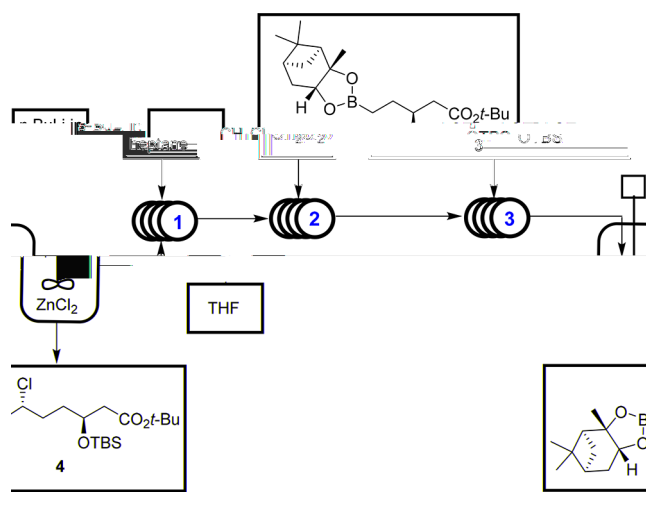 O
O
B
H
CO₂t-Bu
heptane
1
2
3
ZnCl₂
THF
Cl
CO₂t-Bu
OTBS
4
O
B
O
H